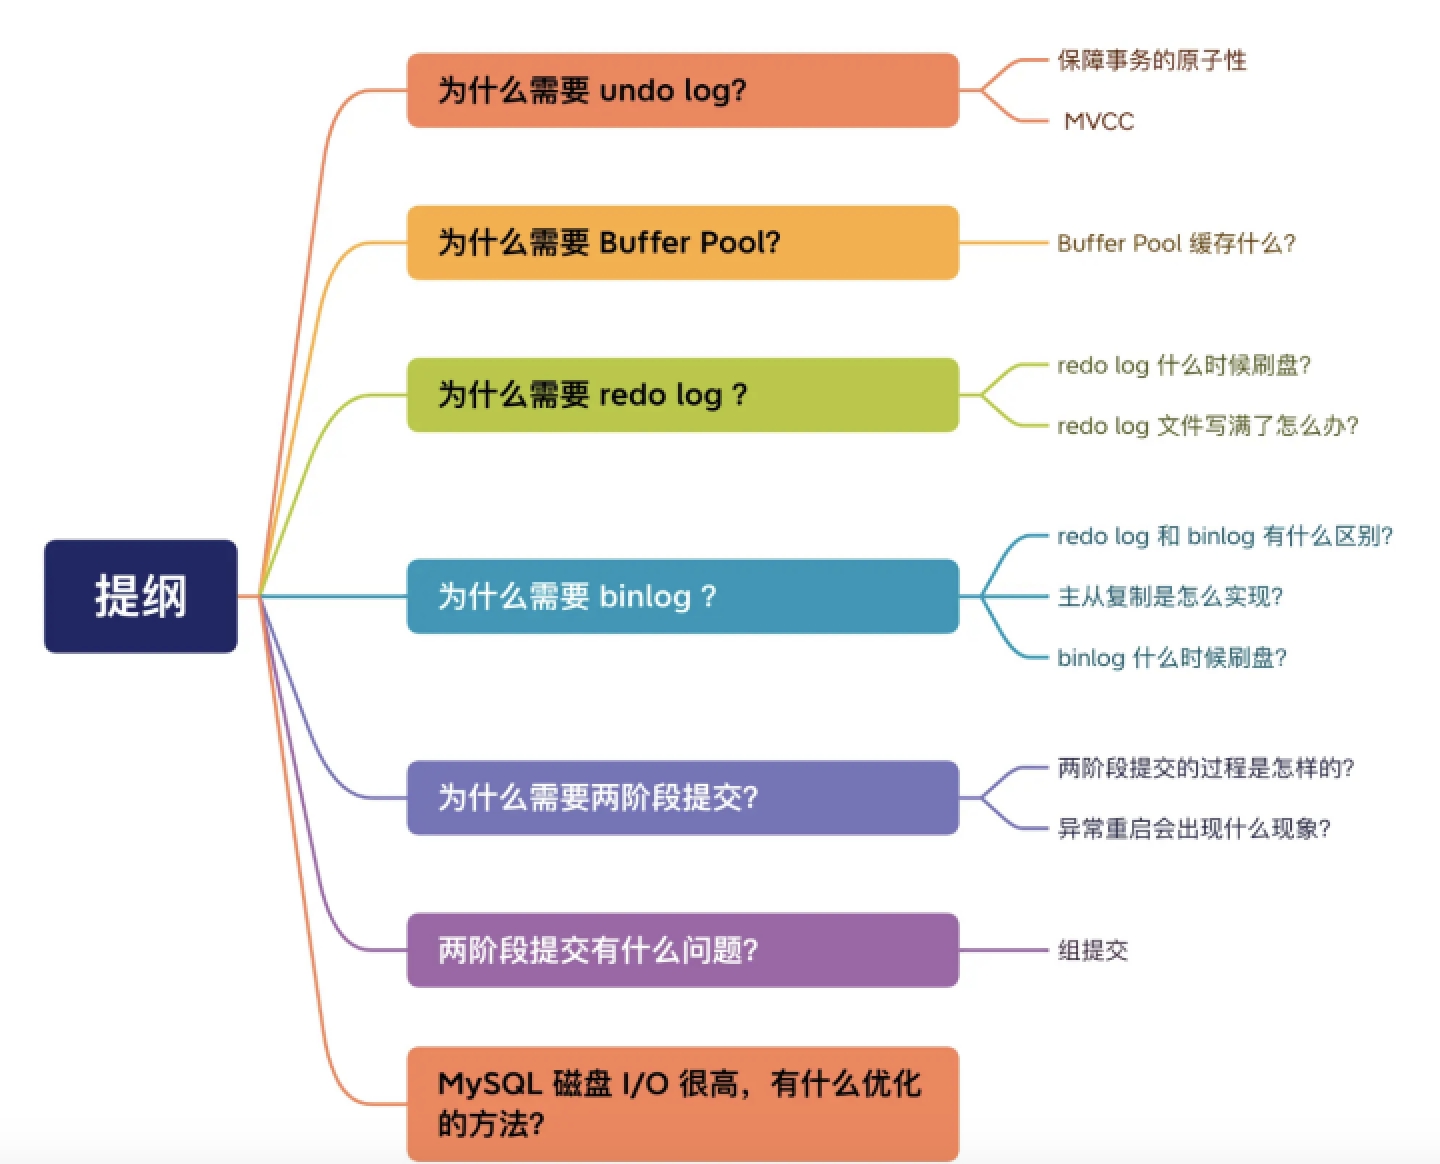 提纲
为什么需要 undo log?
保障事务的原子性
MVCC
为什么需要 Buffer Pool?
Buffer Pool 缓存什么?
为什么需要 redo log ?
redo log 什么时候刷盘?
redo log 文件写满了怎么办?
为什么需要 binlog ?
redo log 和 binlog 有什么区别?
主从复制是怎么实现?
binlog 什么时候刷盘?
为什么需要两阶段提交?
两阶段提交的过程是怎样的?
异常重启会出现什么现象?
两阶段提交有什么问题?
组提交
MySQL 磁盘 I/O 很高，有什么优化
的方法?